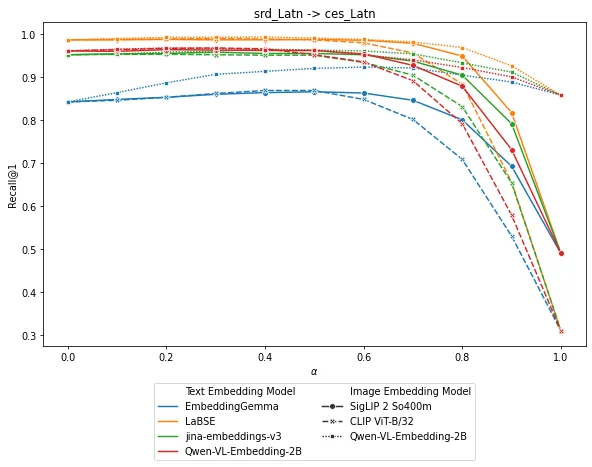 srd_Latn -> ces_Latn
Recall@1
1.0
0.9
0.8
0.7
0.6
0.5
0.4
0.3
0.0 0.2 0.4 0.6 0.8 1.0
α
Text Embedding Model Image Embedding Model
EmbeddingGemma SigLIP 2 So400m
LaBSE CLIP ViT-B/32
jina-embeddings-v3 Qwen-VL-Embedding-2B
Qwen-VL-Embedding-2B